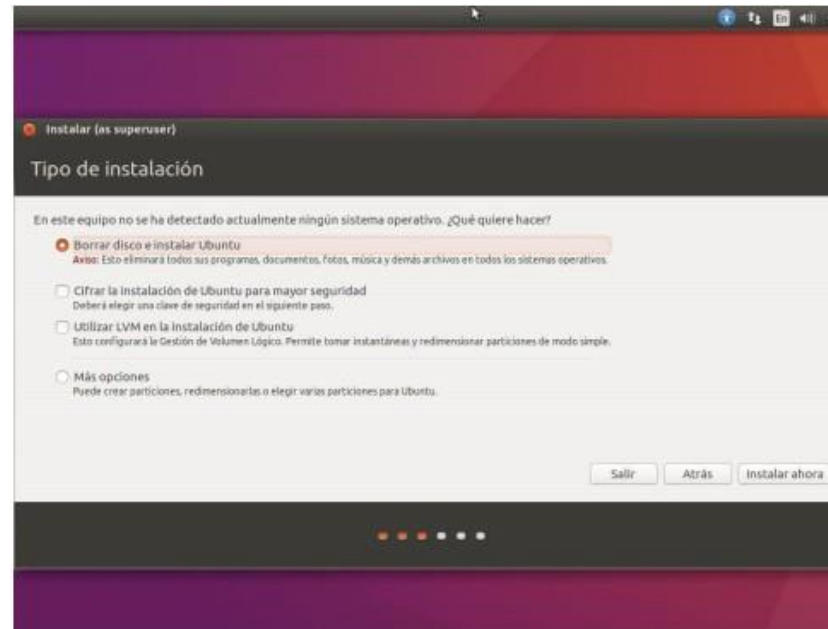 En
Instalar (as superuser)
Tipo de instalación
En este equipo no se ha detectado actualmente ningún sistema operativo. ¿Qué quiere hacer?
Borrar disco e instalar Ubuntu
Aviso: Esto eliminará todos sus programas, documentos, fotos, música y demás archivos en todos los sistemas operativos.
Cifrar la instalación de Ubuntu para mayor seguridad
Deberá elegir una clave de seguridad en el siguiente paso.
Utilizar LVM en la instalación de Ubuntu
Esto configurará la Gestión de Volumen Lógico. Permite tomar instantáneas y redimensionar particiones de modo simple.
Más opciones
Puede crear particiones, redimensionarlas o elegir varias particiones para Ubuntu.
Salir Atrás Instalar ahora